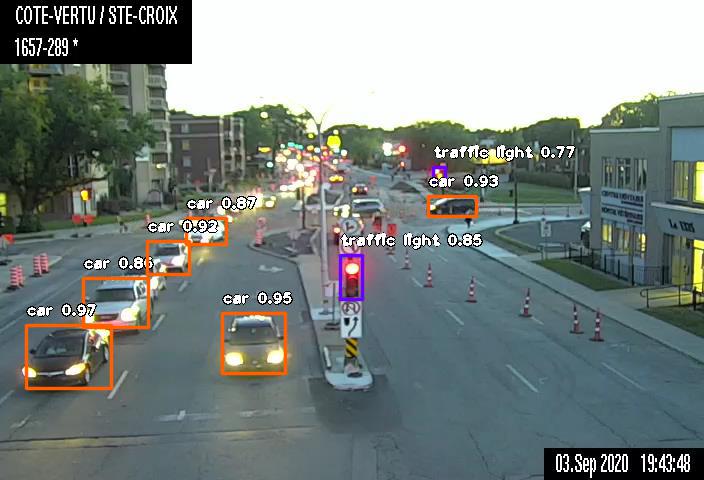 COTE-VERTU / STE-CROIX
1657-289 *
traffic light 0.77
car 0.93
car 0.87
car 0.92
traffic light 0.85
car 0.86
car 0.97
car 0.95
03.Sep 2020 19:43:48